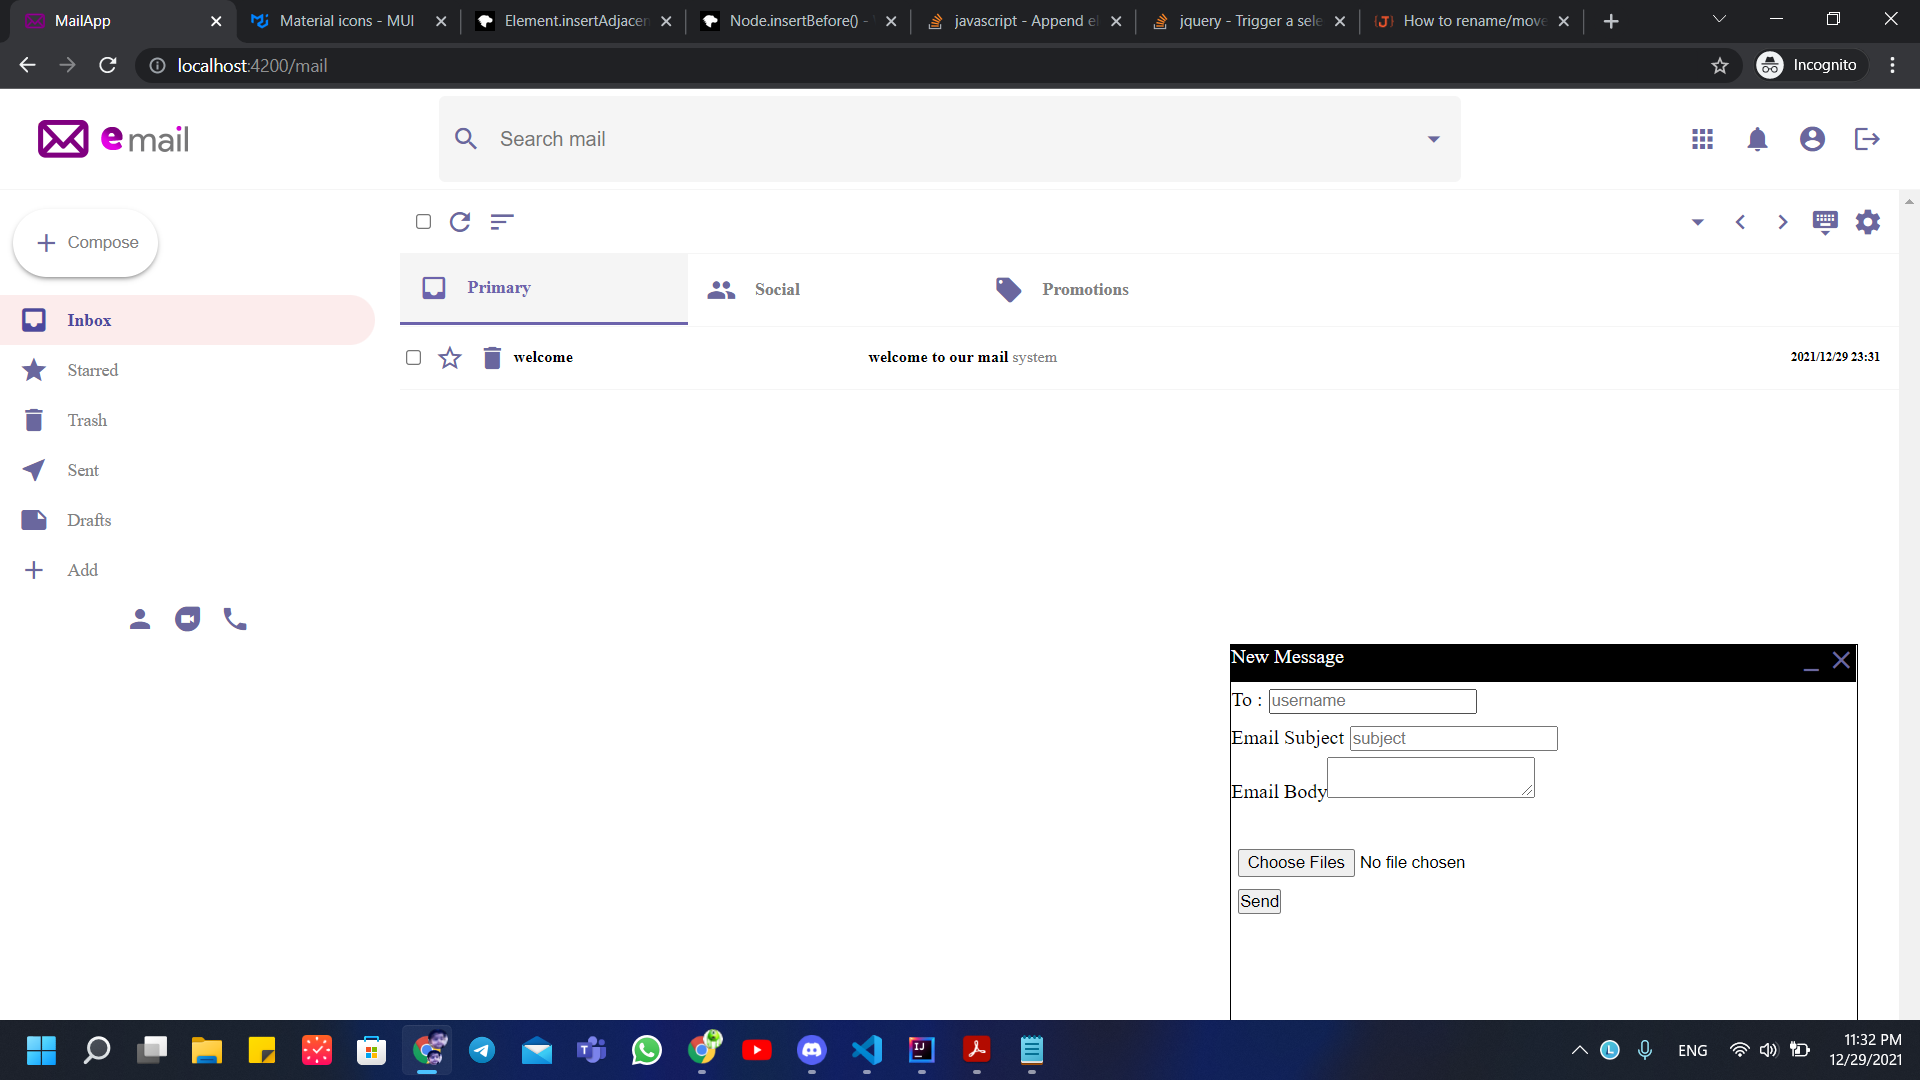 MailApp
Material icons - MUI
Element.insertAdjacen
Node.insertBefore() -
javascript - Append el
jquery - Trigger a sele
How to rename/move
localhost:4200/mail
Incognito
email
Search mail
Compose
Primary
Social
Promotions
Inbox
welcome
welcome to our mail system
2021/12/29 23:31
Starred
Trash
Sent
Drafts
Add
New Message
To : username
Email Subject subject
Email Body
Choose Files No file chosen
Send
ENG
11:32 PM
12/29/2021